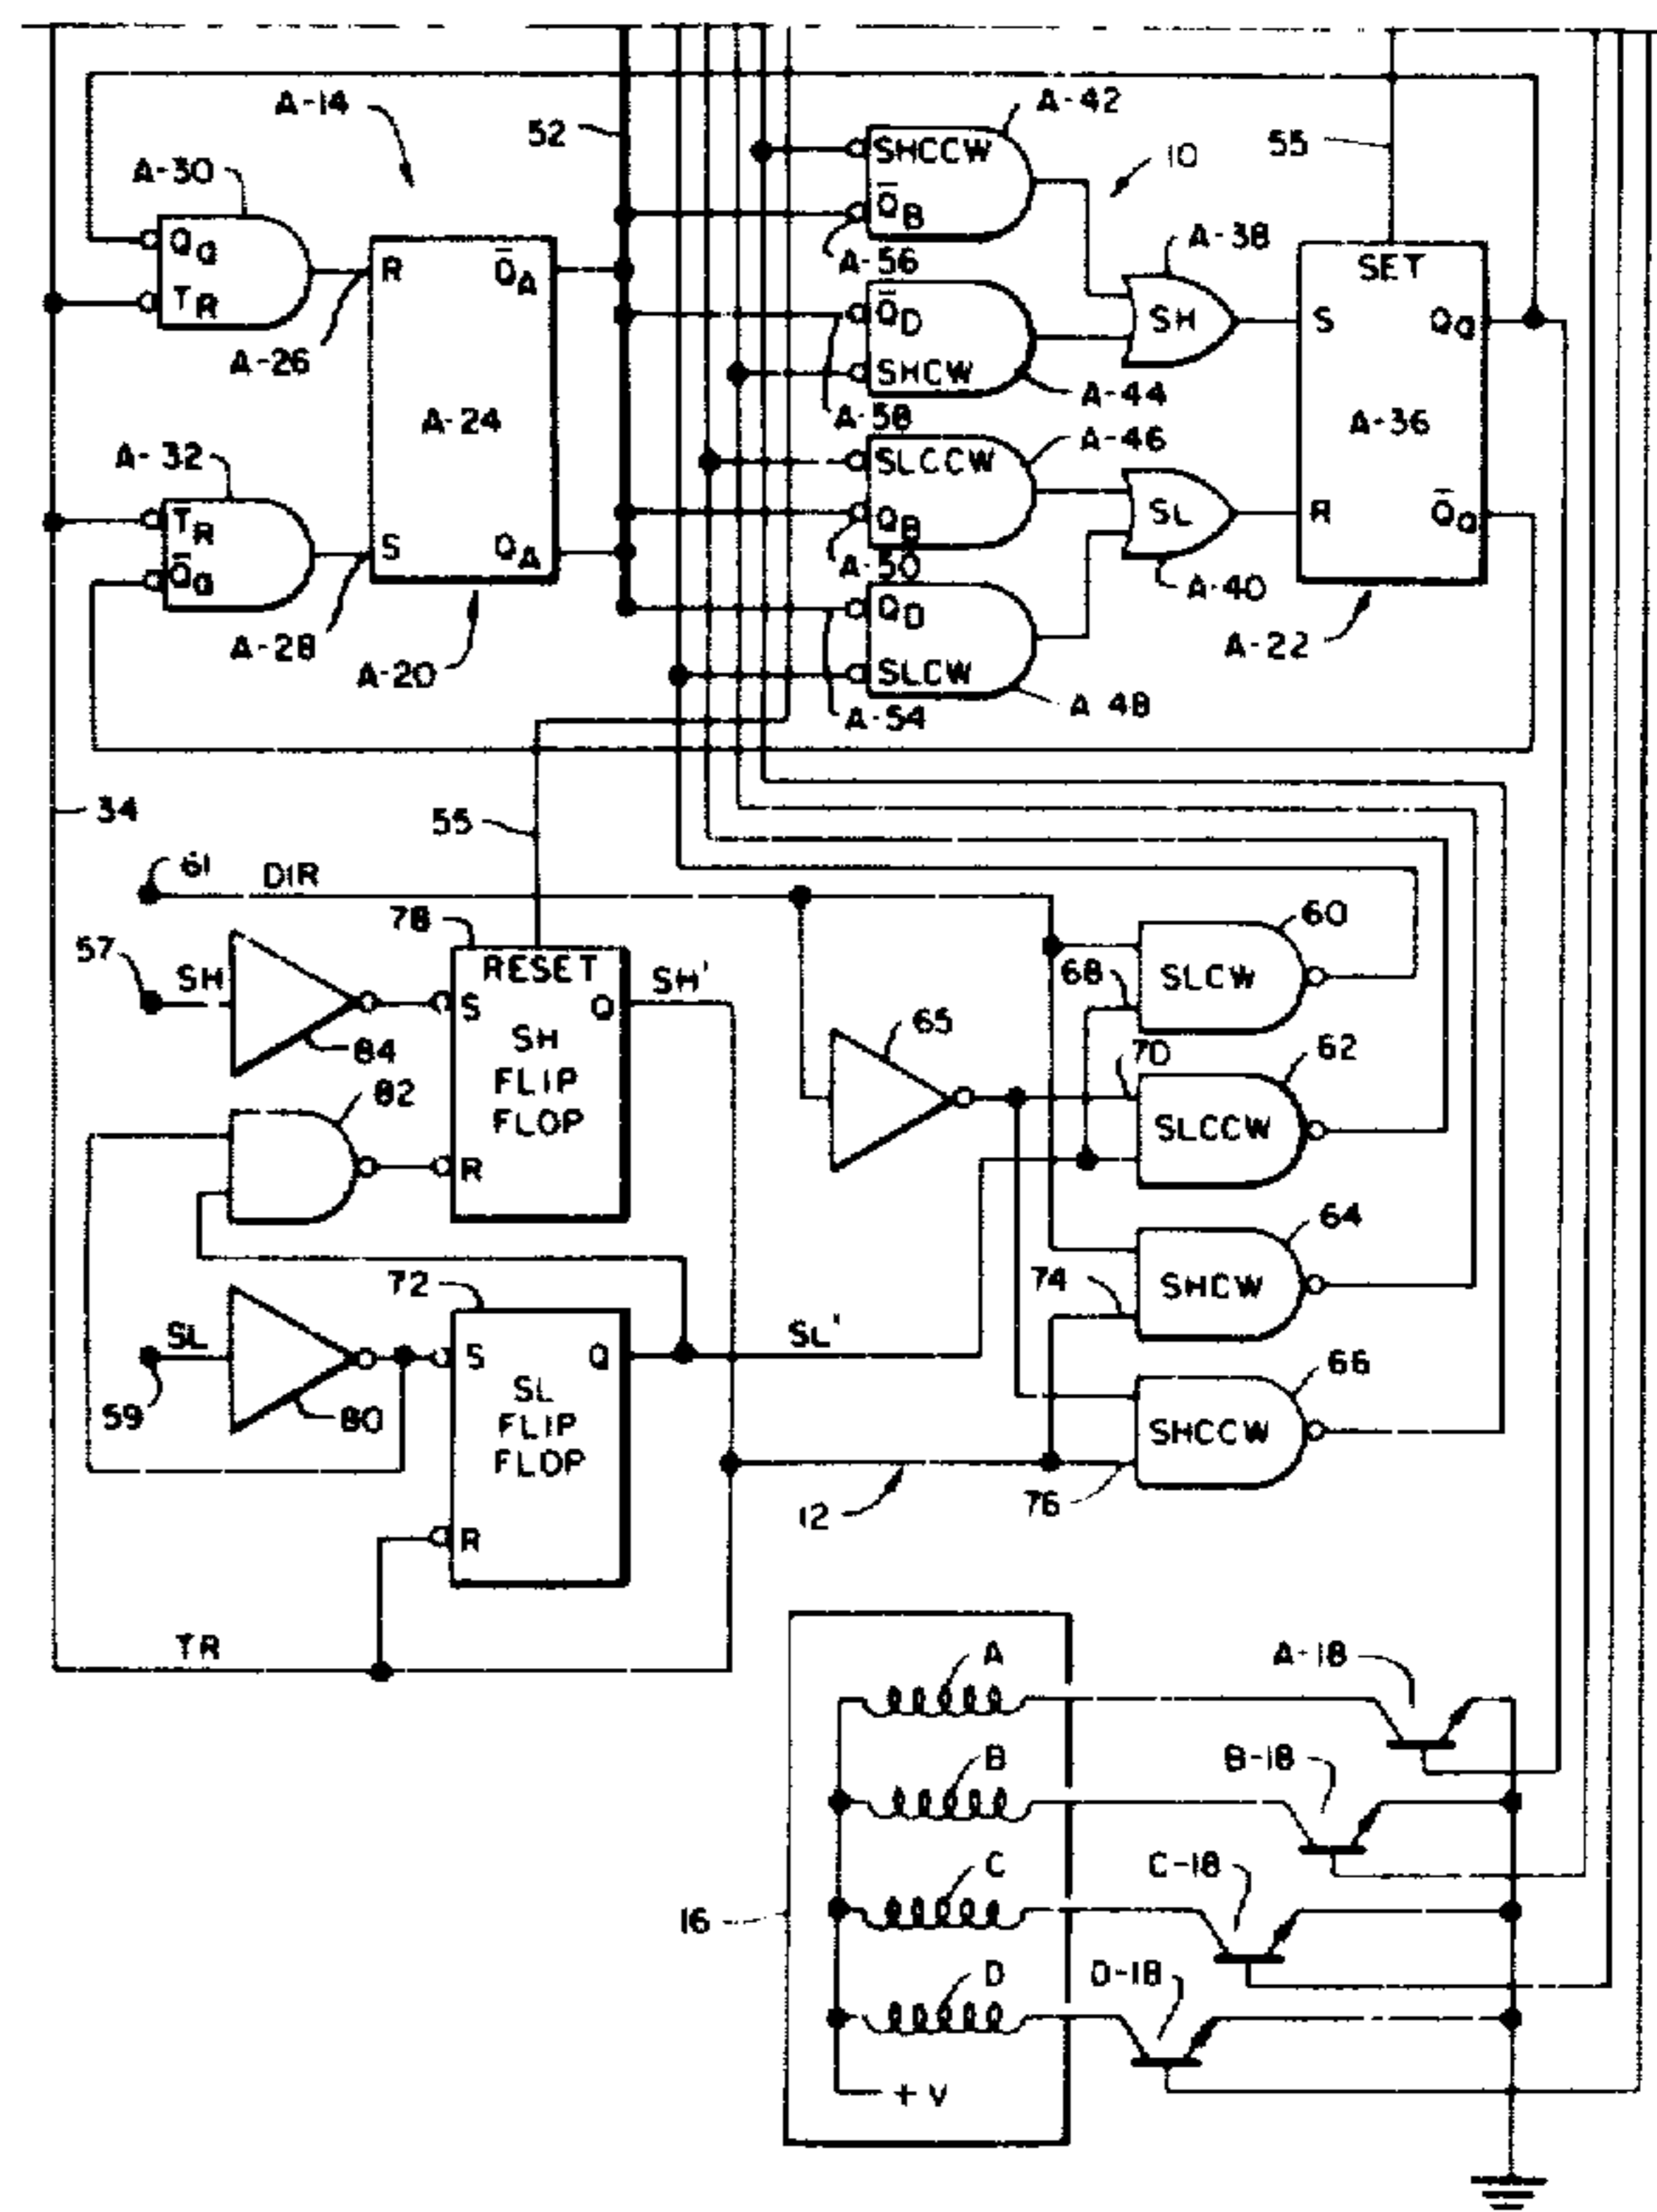 A-14
52
A-42
10
55
A-30
SHCCW
Q̄B
A-56
A-38
QQ
TR
R
Q̄A
SET
A-26
Q̄D
SHCW
SH
S
QQ
A-58
A-44
A-24
A-36
A-32
SLCCW
QB
A-46
SL
R
Q̄Q
TR
Q̄Q
S
QA
A-50
A-40
QD
SLCW
A-28
A-20
A-22
A-54
A-48
34
55
61
DIR
78
60
57
SH
RESET
S
Q
SH'
68
SLCW
84
SH
FLIP
FLOP
65
70
62
82
R
SLCCW
64
72
74
SHCW
SL
S
Q
SL'
66
59
80
SL
FLIP
FLOP
SHCCW
R
12
76
TR
A
A-18
B
B-18
C
C-18
16
D
D-18
+V